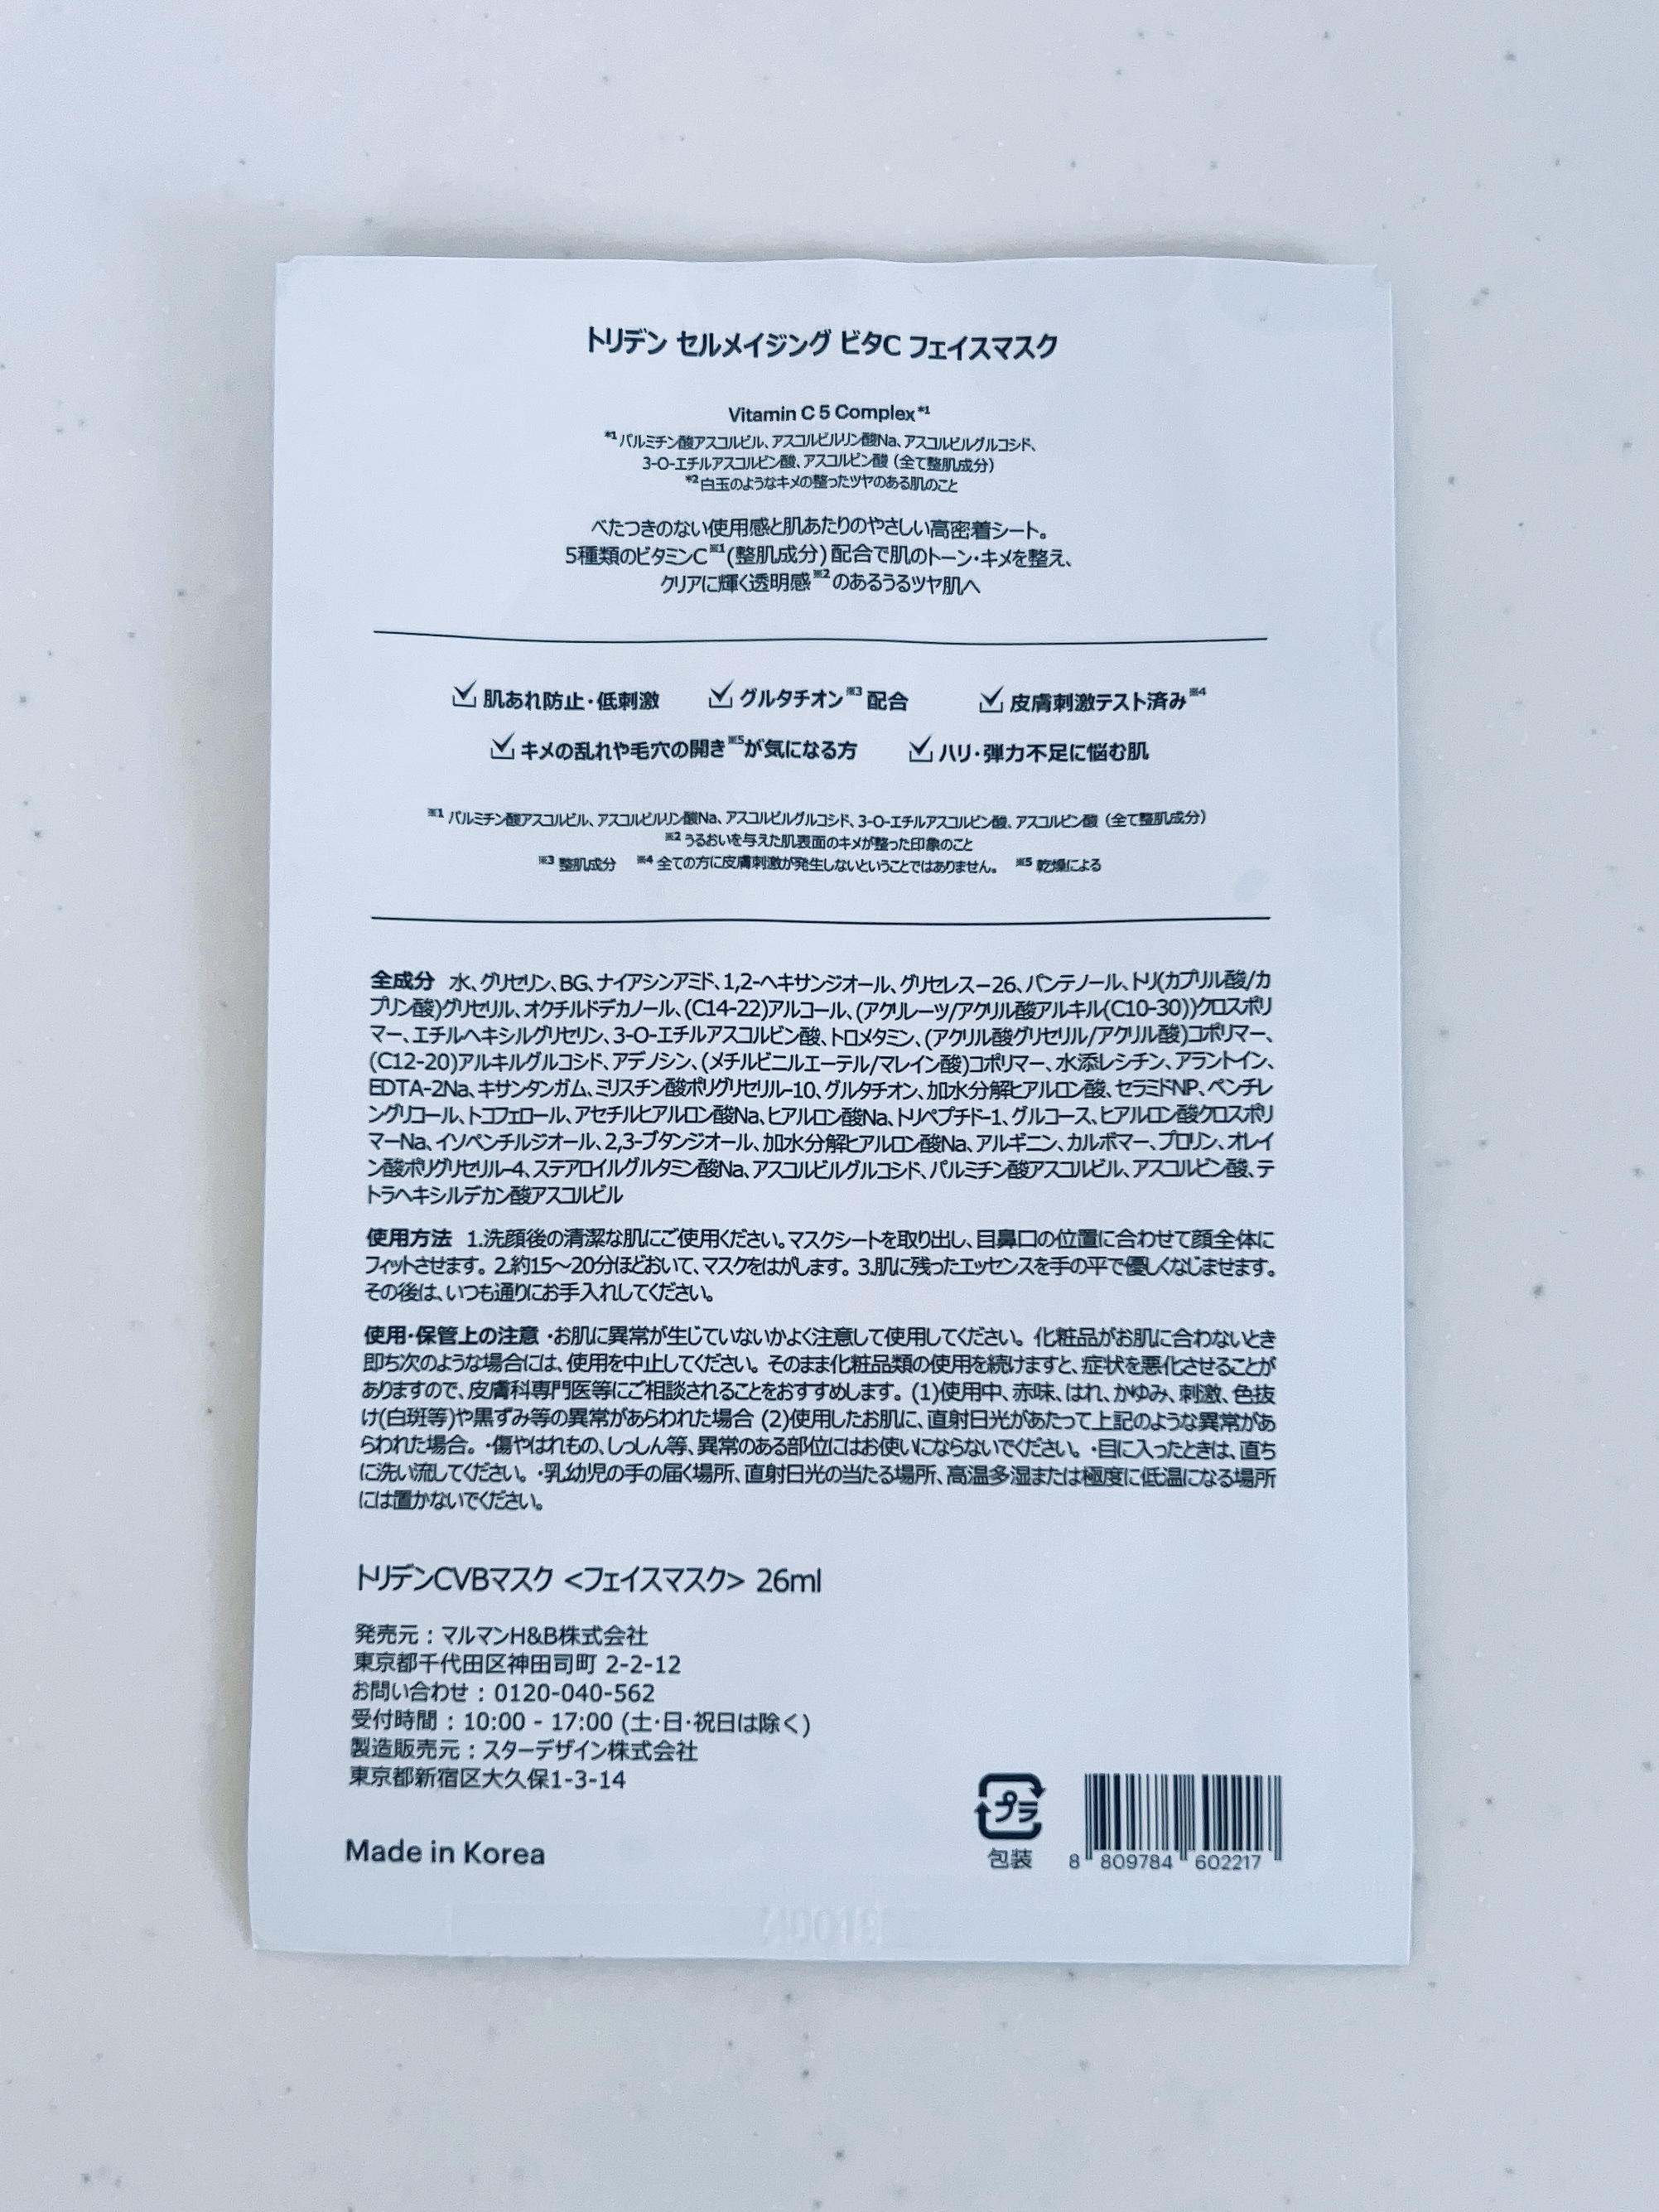 トリデン セルメイジング ビタC フェイスマスク
Vitamin C 5 Complex*1
*1 パルミチン酸アスコルビル、アスコルビルリン酸Na、アスコルビルグルコシド、
3-O-エチルアスコルビン酸、アスコルビン酸（全て整肌成分）
*2 白玉のようなキメの整ったツヤのある肌のこと
べたつきのない使用感と肌あたりのやさしい高密着シート。
5種類のビタミンC※1(整肌成分)配合で肌のトーン・キメを整え、
クリアに輝く透明感※2のあるうるツヤ肌へ
肌あれ防止・低刺激 グルタチオン※3配合 皮膚刺激テスト済み※4
キメの乱れや毛穴の開き※5が気になる方 ハリ・弾力不足に悩む肌
※1 パルミチン酸アスコルビル、アスコルビルリン酸Na、アスコルビルグルコシド、3-O-エチルアスコルビン酸、アスコルビン酸（全て整肌成分）
※2 うるおいを与えた肌表面のキメが整った印象のこと
※3 整肌成分 ※4 全ての方に皮膚刺激が発生しないということではありません。 ※5 乾燥による
全成分 水、グリセリン、BG、ナイアシンアミド、1,2-ヘキサンジオール、グリセレス－26、パンテノール、トリ(カプリル酸/カ
プリン酸)グリセリル、オクチルドデカノール、(C14-22)アルコール、(アクリレーツ/アクリル酸アルキル(C10-30))クロスポリ
マー、エチルヘキシルグリセリン、3-O-エチルアスコルビン酸、トロメタミン、(アクリル酸グリセリル/アクリル酸)コポリマー、
(C12-20)アルキルグルコシド、アデノシン、(メチルビニルエーテル/マレイン酸)コポリマー、水添レシチン、アラントイン、
EDTA-2Na、キサンタンガム、ミリスチン酸ポリグリセリル-10、グルタチオン、加水分解ヒアルロン酸、セラミドNP、ペンチレ
ングリコール、トコフェロール、アセチルヒアルロン酸Na、ヒアルロン酸Na、トリペプチド-1、グルコース、ヒアルロン酸クロスポリ
マーNa、イソペンチルジオール、2,3-ブタンジオール、加水分解ヒアルロン酸Na、アルギニン、カルボマー、プロリン、オレイ
ン酸ポリグリセリル-4、ステアロイルグルタミン酸Na、アスコルビルグルコシド、パルミチン酸アスコルビル、アスコルビン酸、テ
トラヘキシルデカン酸アスコルビル
使用方法 1.洗顔後の清潔な肌にご使用ください。マスクシートを取り出し、目鼻口の位置に合わせて顔全体に
フィットさせます。2.約15～20分ほどおいて、マスクをはがします。3.肌に残ったエッセンスを手の平で優しくなじませます。
その後は、いつも通りにお手入れしてください。
使用・保管上の注意 ・お肌に異常が生じていないかよく注意して使用してください。化粧品がお肌に合わないとき
即ち次のような場合には、使用を中止してください。そのまま化粧品類の使用を続けますと、症状を悪化させることが
ありますので、皮膚科専門医等にご相談されることをおすすめします。(1)使用中、赤味、はれ、かゆみ、刺激、色抜
け(白斑等)や黒ずみ等の異常があらわれた場合 (2)使用したお肌に、直射日光があたって上記のような異常があ
らわれた場合。・傷やはれもの、しっしん等、異常のある部位にはお使いにならないでください。・目に入ったときは、直ち
に洗い流してください。・乳幼児の手の届く場所、直射日光の当たる場所、高温多湿または極度に低温になる場所
には置かないでください。
トリデンCVBマスク <フェイスマスク> 26ml
発売元：マルマンH&B株式会社
東京都千代田区神田司町 2-2-12
お問い合わせ：0120-040-562
受付時間：10:00 - 17:00 (土・日・祝日は除く)
製造販売元：スターデザイン株式会社
東京都新宿区大久保1-3-14
Made in Korea
プラ
包装
8 809784 602217